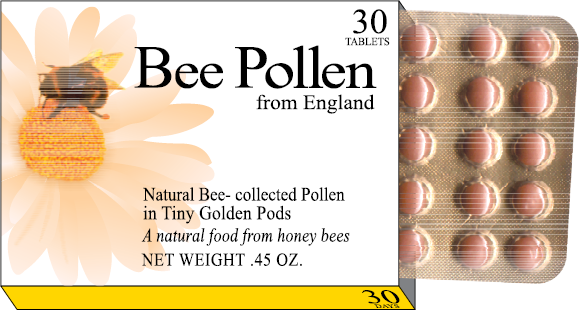 30
TABLETS
Bee Pollen
from England
Natural Bee- collected Pollen
in Tiny Golden Pods
A natural food from honey bees
NET WEIGHT .45 OZ.
30
DAYS